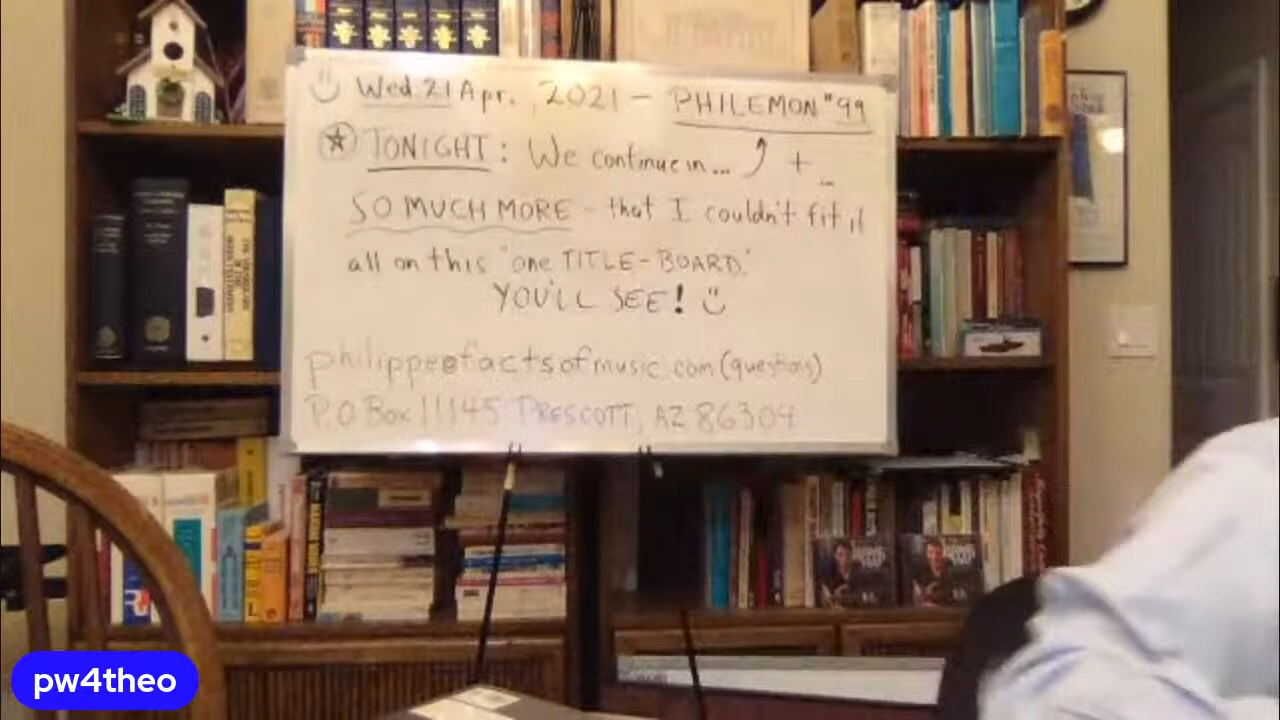 Wed. 21 Apr., 2021 – PHILEMON #99
TONIGHT: We continue in... + ...
SO MUCH MORE – that I couldn't fit it
all on this "one TITLE-BOARD."
YOU'LL SEE!
philippe@factsofmusic.com (questions)
P.O Box 11145 PRESCOTT, AZ 86304
pw4theo